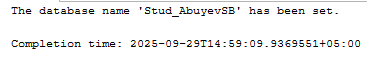 The database name 'Stud_AbuyevSB' has been set.
Completion time: 2025-09-29T14:59:09.9369551+05:00